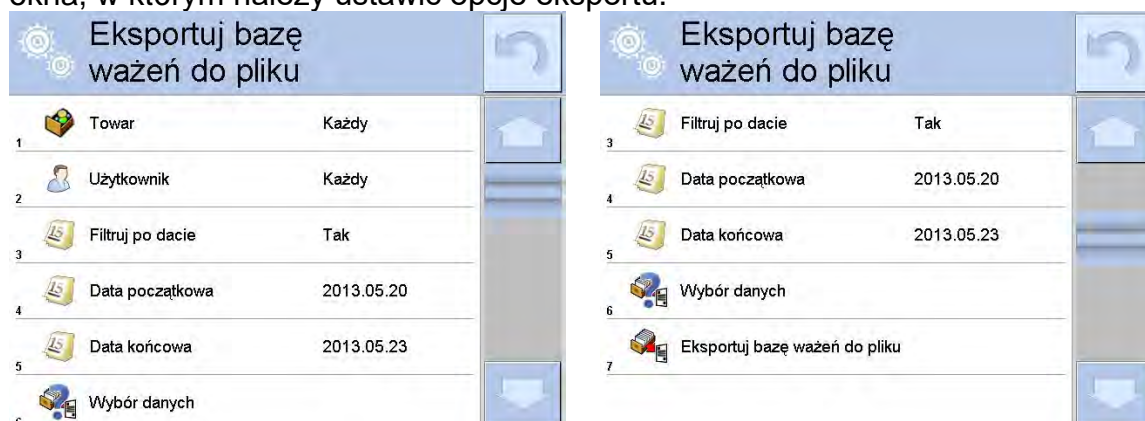 okna, w którym należy ustawić opcje eksportu:
Eksportuj bazę
ważeń do pliku
1 Towar Każdy
2 Użytkownik Każdy
3 Filtruj po dacie Tak
4 Data początkowa 2013.05.20
5 Data końcowa 2013.05.23
6 Wybór danych
Eksportuj bazę
ważeń do pliku
3 Filtruj po dacie Tak
4 Data początkowa 2013.05.20
5 Data końcowa 2013.05.23
6 Wybór danych
7 Eksportuj bazę ważeń do pliku